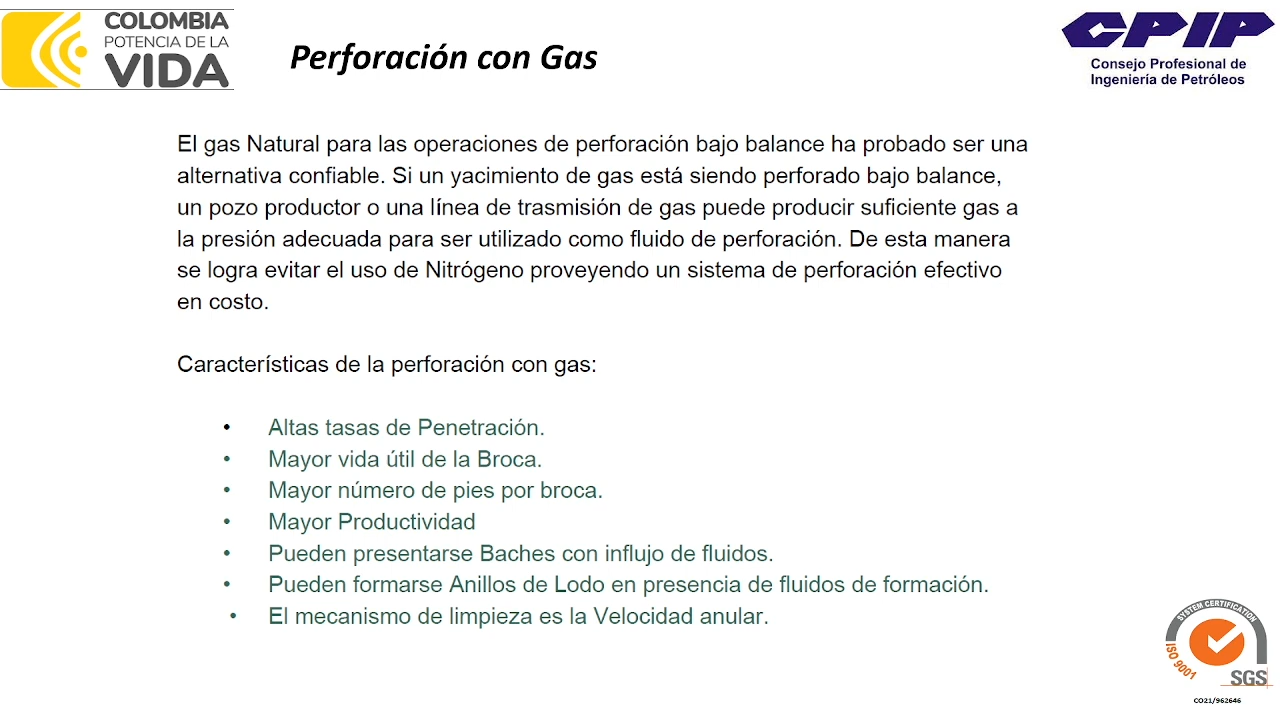 COLOMBIA
POTENCIA DE LA
VIDA
Perforación con Gas
CPIP
Consejo Profesional de
Ingeniería de Petróleos
El gas Natural para las operaciones de perforación bajo balance ha probado ser una
alternativa confiable. Si un yacimiento de gas está siendo perforado bajo balance,
un pozo productor o una línea de trasmisión de gas puede producir suficiente gas a
la presión adecuada para ser utilizado como fluido de perforación. De esta manera
se logra evitar el uso de Nitrógeno proveyendo un sistema de perforación efectivo
en costo.
Características de la perforación con gas:
• Altas tasas de Penetración.
• Mayor vida útil de la Broca.
• Mayor número de pies por broca.
• Mayor Productividad
• Pueden presentarse Baches con influjo de fluidos.
• Pueden formarse Anillos de Lodo en presencia de fluidos de formación.
• El mecanismo de limpieza es la Velocidad anular.
SYSTEM CERTIFICATION
ISO 9001
SGS
CO21/962646